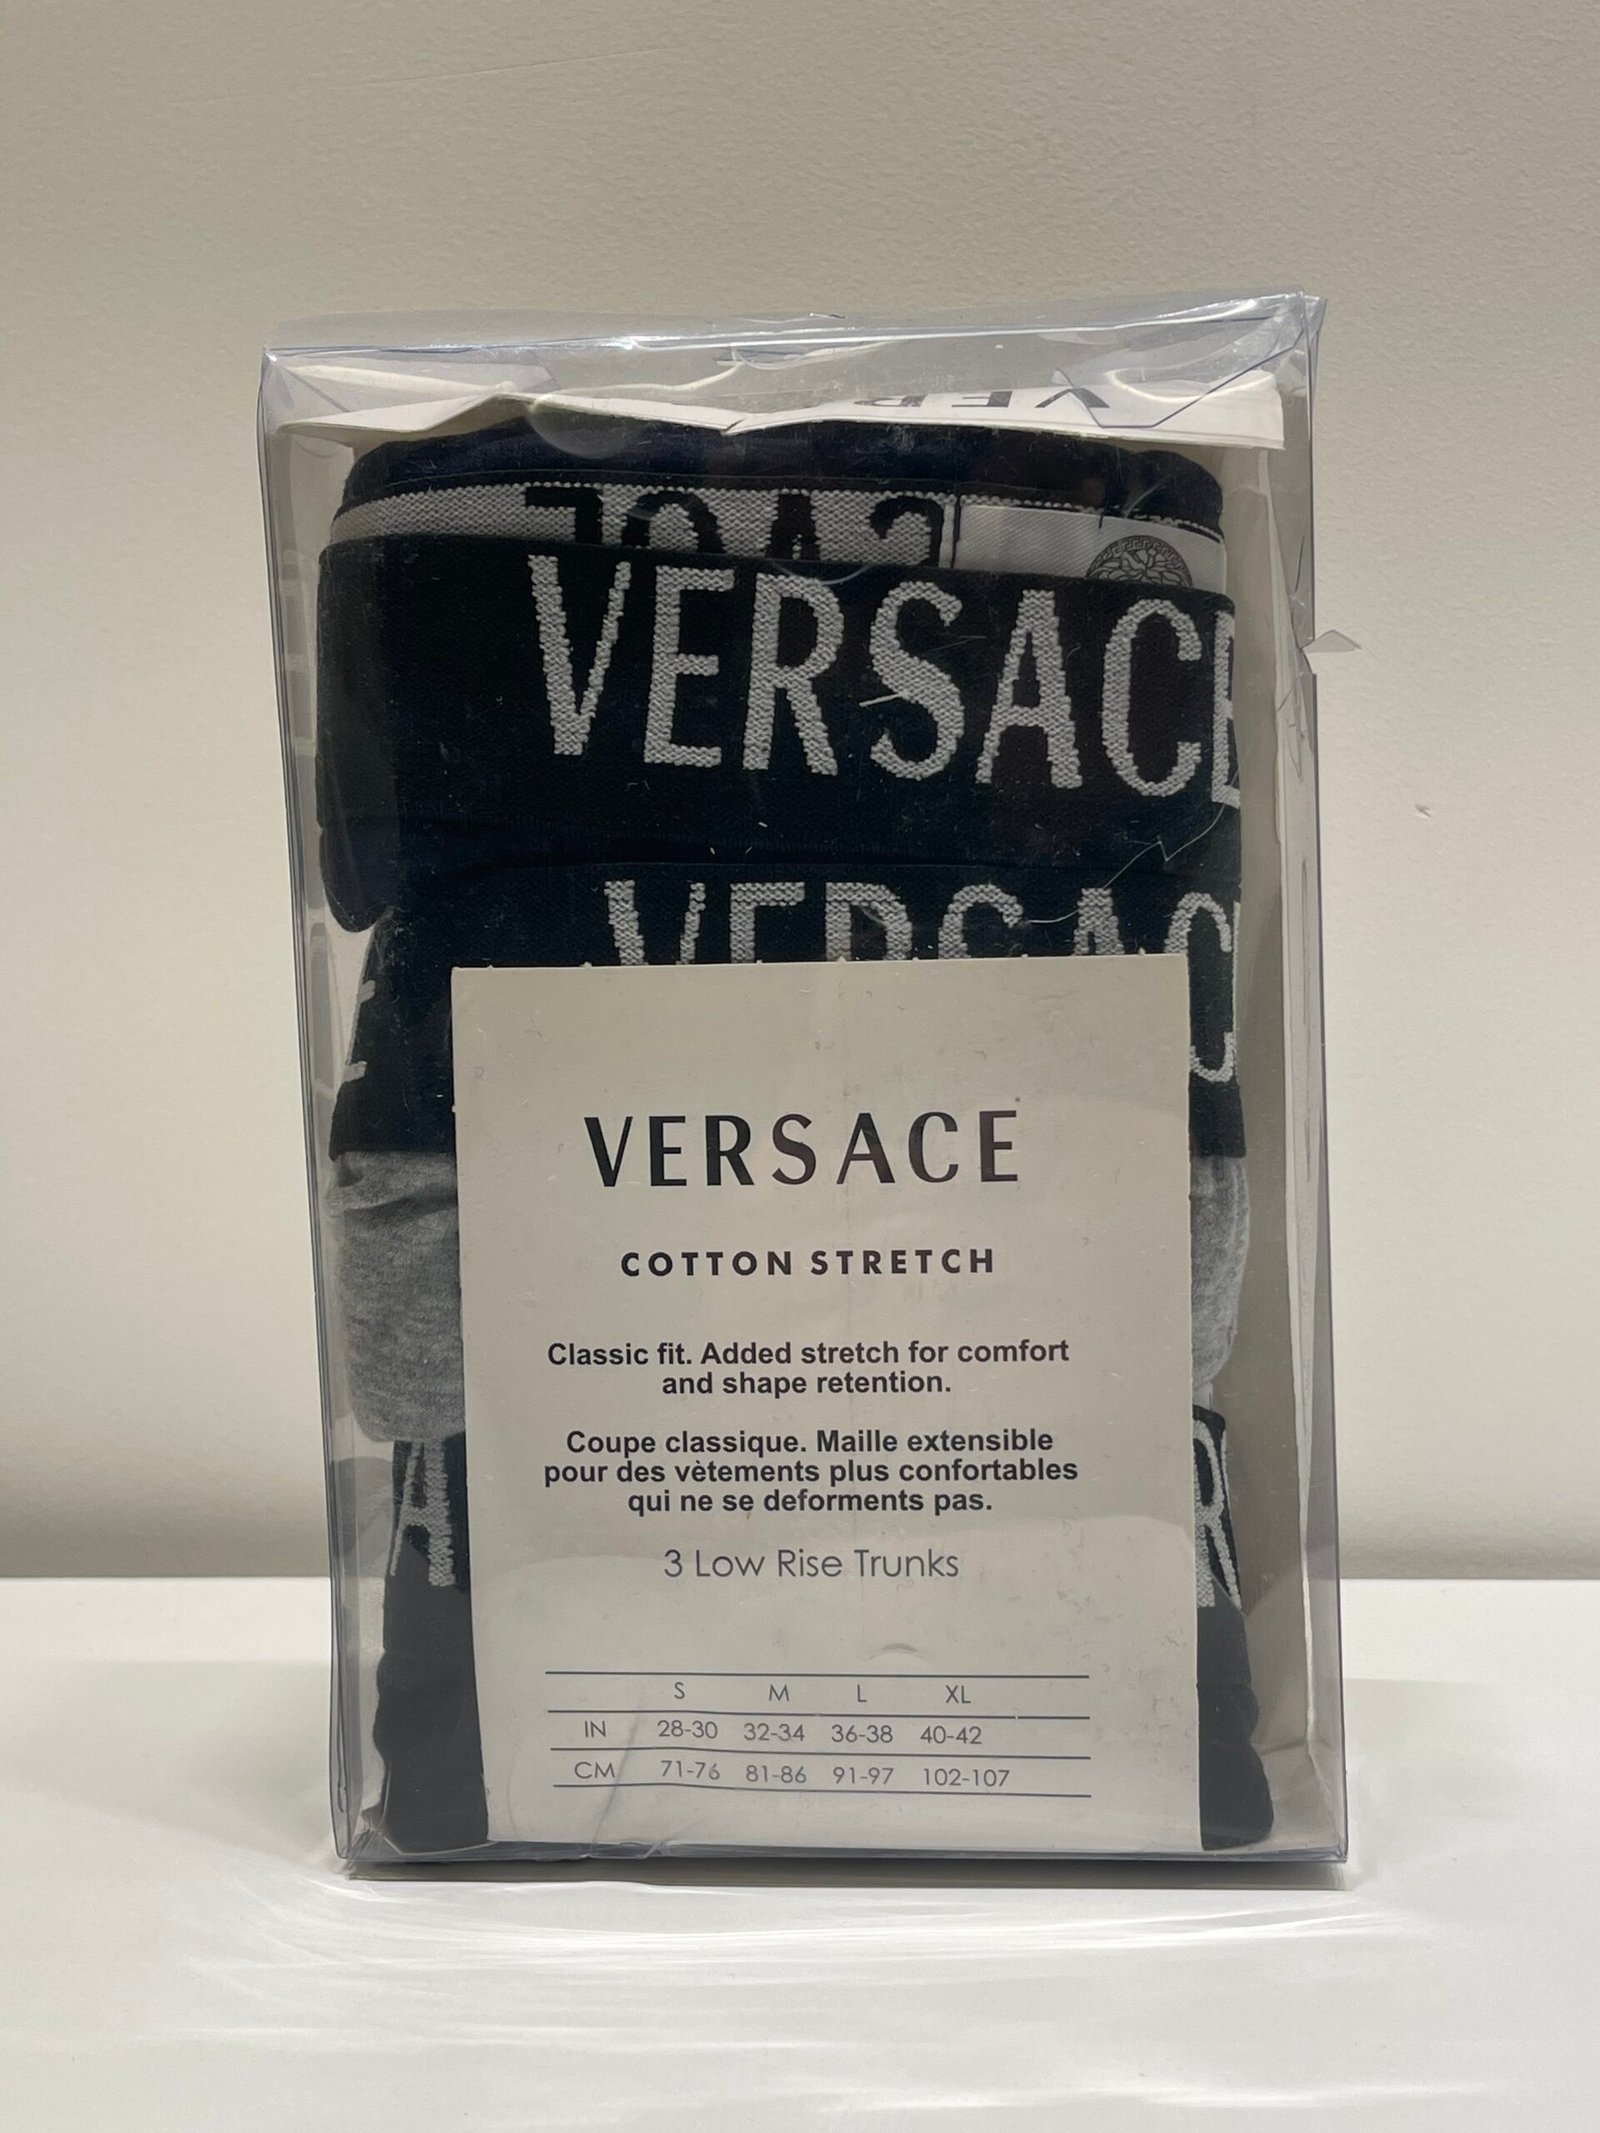 VER
VERSACE
VERSAC
VERSACE
COTTON STRETCH
Classic fit. Added stretch for comfort
and shape retention.
Coupe classique. Maille extensible
pour des vètements plus confortables
qui ne se deforments pas.
3 Low Rise Trunks
S M L XL
IN 28-30 32-34 36-38 40-42
CM 71-76 81-86 91-97 102-107